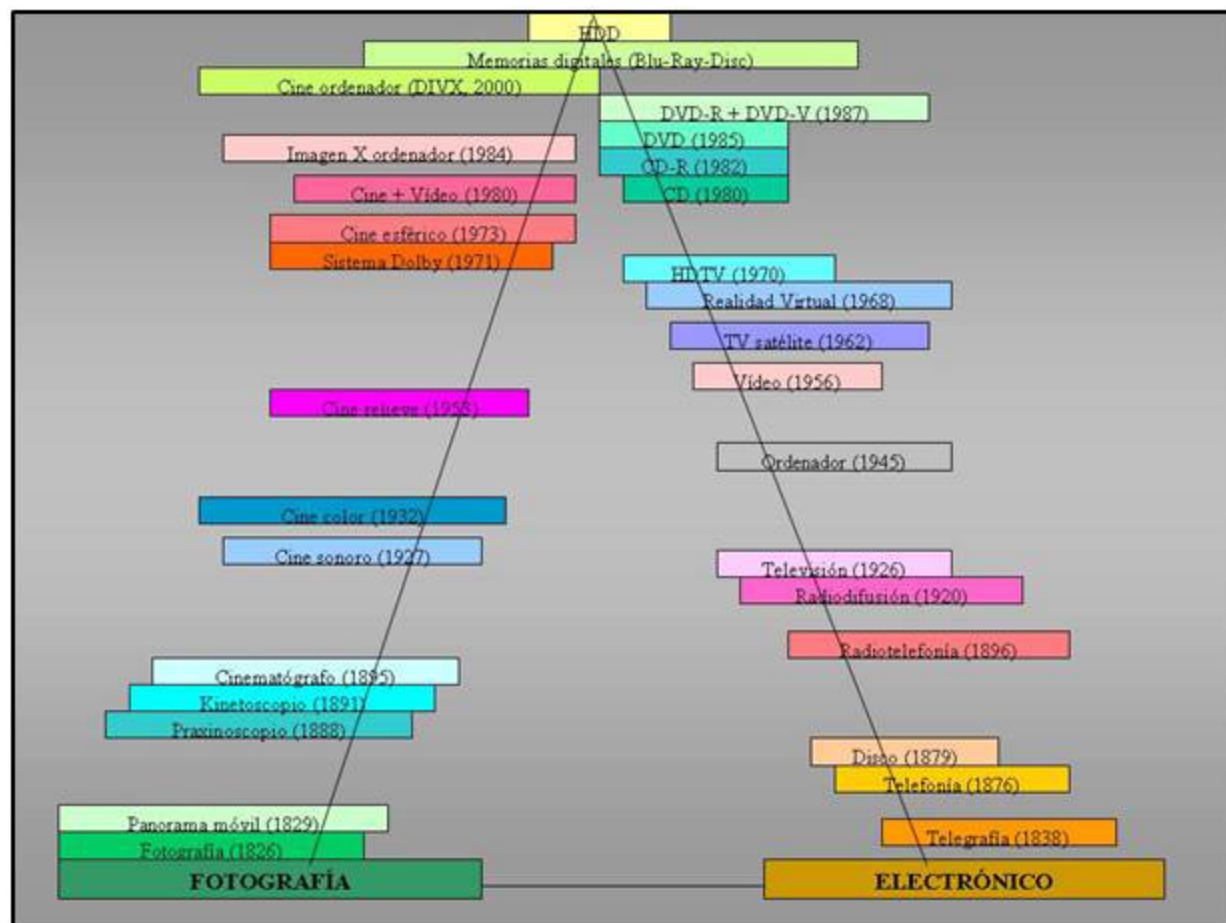 HDD
Memorias digitales (Blu-Ray-Disc)
Cine ordenador (DIVX, 2000)
DVD-R + DVD-V (1987)
DVD (1985)
Imagen X ordenador (1984)
CD-R (1982)
Cine + Vídeo (1980)
CD (1980)
Cine esférico (1973)
Sistema Dolby (1971)
HDTV (1970)
Realidad Virtual (1968)
TV satélite (1962)
Vídeo (1956)
Cine relieve (1953)
Ordenador (1945)
Cine color (1932)
Cine sonoro (1927)
Televisión (1926)
Radiodifusión (1920)
Radiotelefonía (1896)
Cinematógrafo (1895)
Kinetoscopio (1891)
Praxinoscopio (1888)
Disco (1879)
Telefonía (1876)
Panorama móvil (1829)
Telegrafía (1838)
Fotografía (1826)
FOTOGRAFÍA
ELECTRÓNICO